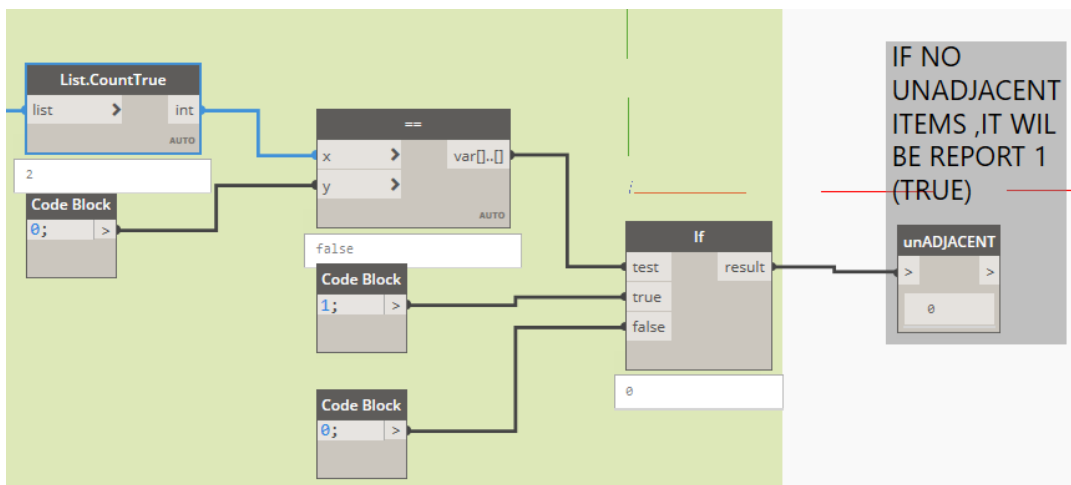 List.CountTrue
list > int
AUTO
2
Code Block
0; >
==
x > var[]..[]
y >
AUTO
false
Code Block
1; >
Code Block
0; >
If
test result
true
false
0
IF NO
UNADJACENT
ITEMS ,IT WIL
BE REPORT 1
(TRUE)
unADJACENT
> >
0